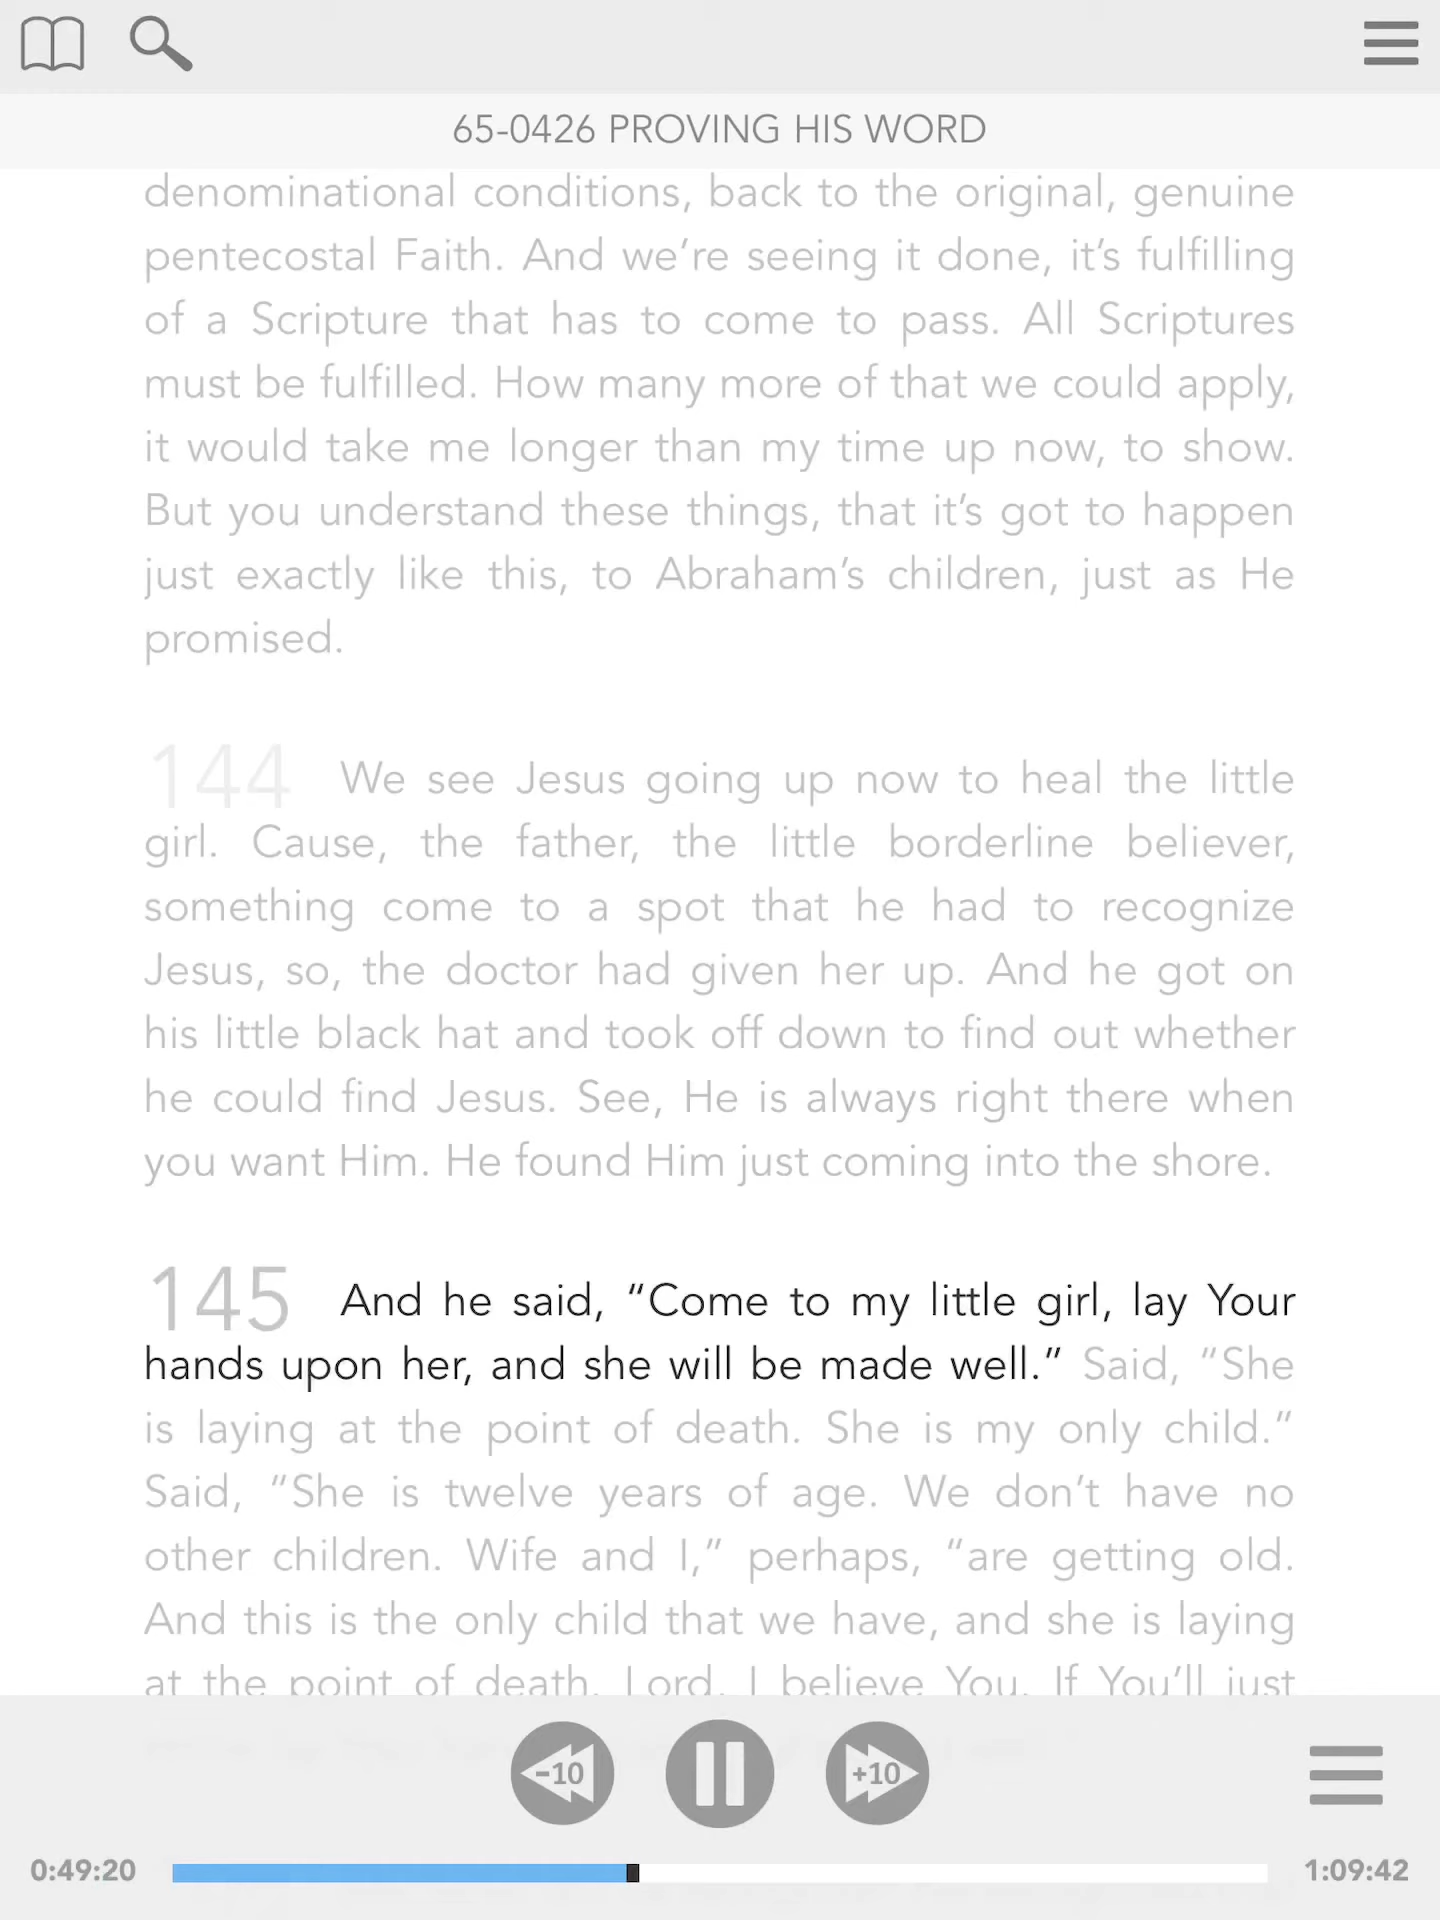 65-0426 PROVING HIS WORD
denominational conditions, back to the original, genuine
pentecostal Faith. And we’re seeing it done, it’s fulfilling
of a Scripture that has to come to pass. All Scriptures
must be fulfilled. How many more of that we could apply,
it would take me longer than my time up now, to show.
But you understand these things, that it’s got to happen
just exactly like this, to Abraham’s children, just as He
promised.
144 We see Jesus going up now to heal the little
girl. Cause, the father, the little borderline believer,
something come to a spot that he had to recognize
Jesus, so, the doctor had given her up. And he got on
his little black hat and took off down to find out whether
he could find Jesus. See, He is always right there when
you want Him. He found Him just coming into the shore.
145 And he said, “Come to my little girl, lay Your
hands upon her, and she will be made well.” Said, “She
is laying at the point of death. She is my only child.”
Said, “She is twelve years of age. We don’t have no
other children. Wife and I,” perhaps, “are getting old.
And this is the only child that we have, and she is laying
at the point of death. Lord, I believe You. If You’ll just
-10 +10
0:49:20 1:09:42